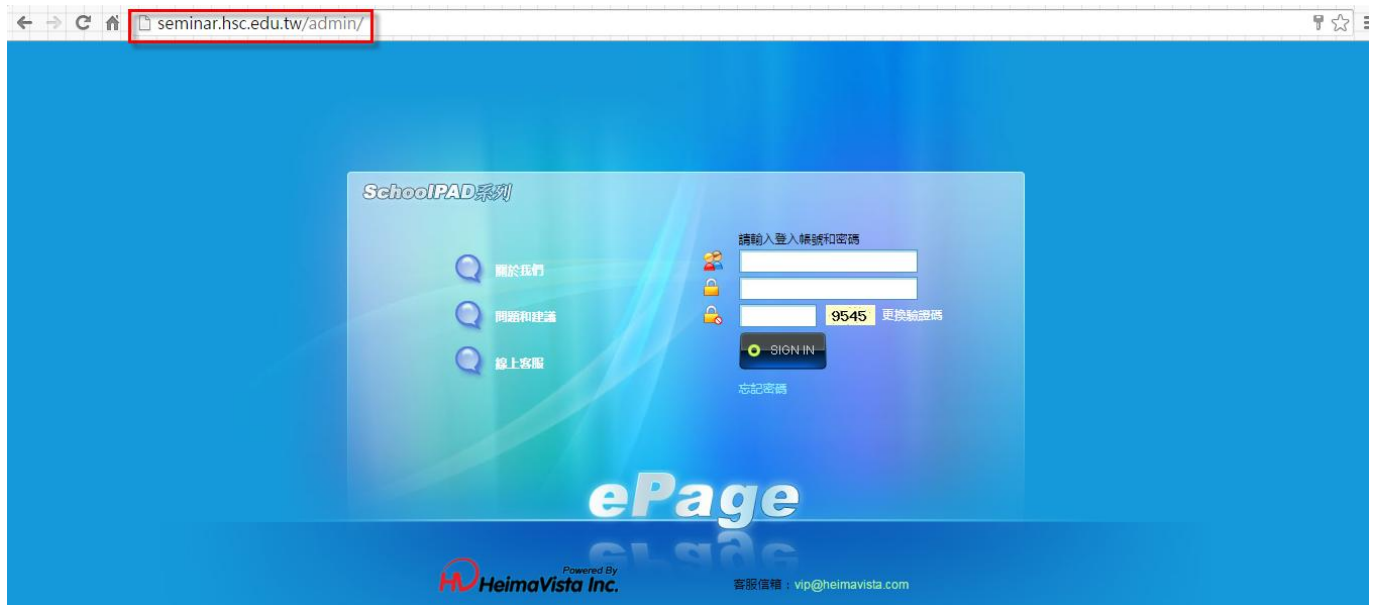 seminar.hsc.edu.tw/admin/
SchoolPAD系列
請輸入登入帳號和密碼
關於我們
問題和建議
9545 更換驗證碼
SIGN IN
線上客服
忘記密碼
ePage
Powered By
HeimaVista Inc.
客服信箱：vip@heimavista.com